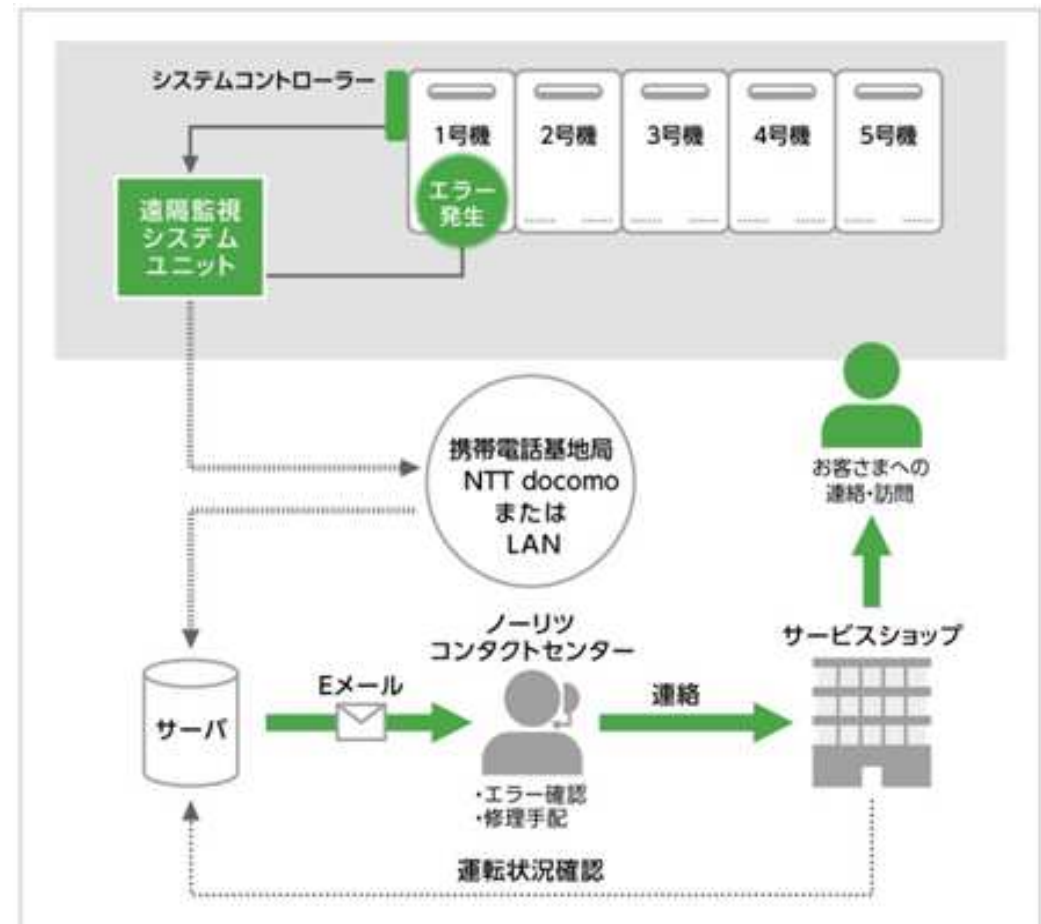 システムコントローラー
1号機
2号機
3号機
4号機
5号機
エラー
発生
遠隔監視
システム
ユニット
携帯電話基地局
NTT docomo
または
LAN
お客さまへの
連絡・訪問
ノーリツ
コンタクトセンター
サービスショップ
Eメール
連絡
サーバ
・エラー確認
・修理手配
運転状況確認